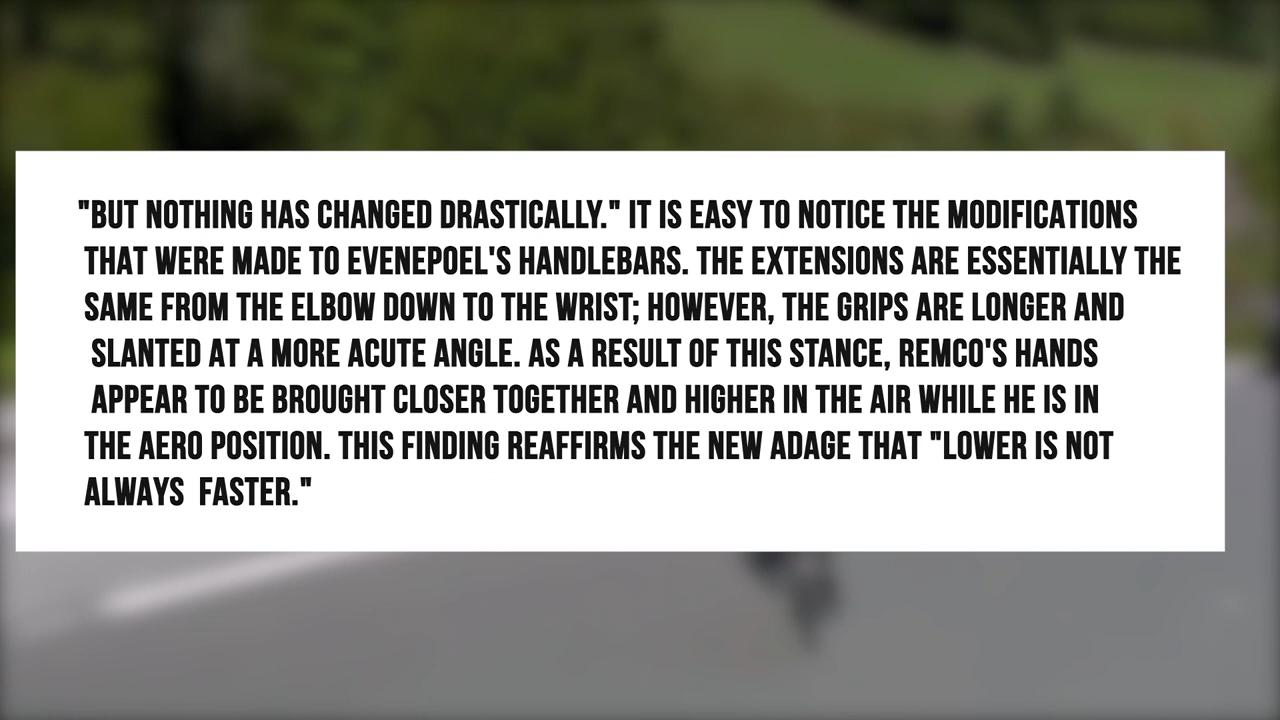 "BUT NOTHING HAS CHANGED DRASTICALLY." IT IS EASY TO NOTICE THE MODIFICATIONS
THAT WERE MADE TO EVENEPOEL'S HANDLEBARS. THE EXTENSIONS ARE ESSENTIALLY THE
SAME FROM THE ELBOW DOWN TO THE WRIST; HOWEVER, THE GRIPS ARE LONGER AND
SLANTED AT A MORE ACUTE ANGLE. AS A RESULT OF THIS STANCE, REMCO'S HANDS
APPEAR TO BE BROUGHT CLOSER TOGETHER AND HIGHER IN THE AIR WHILE HE IS IN
THE AERO POSITION. THIS FINDING REAFFIRMS THE NEW ADAGE THAT "LOWER IS NOT
ALWAYS FASTER."